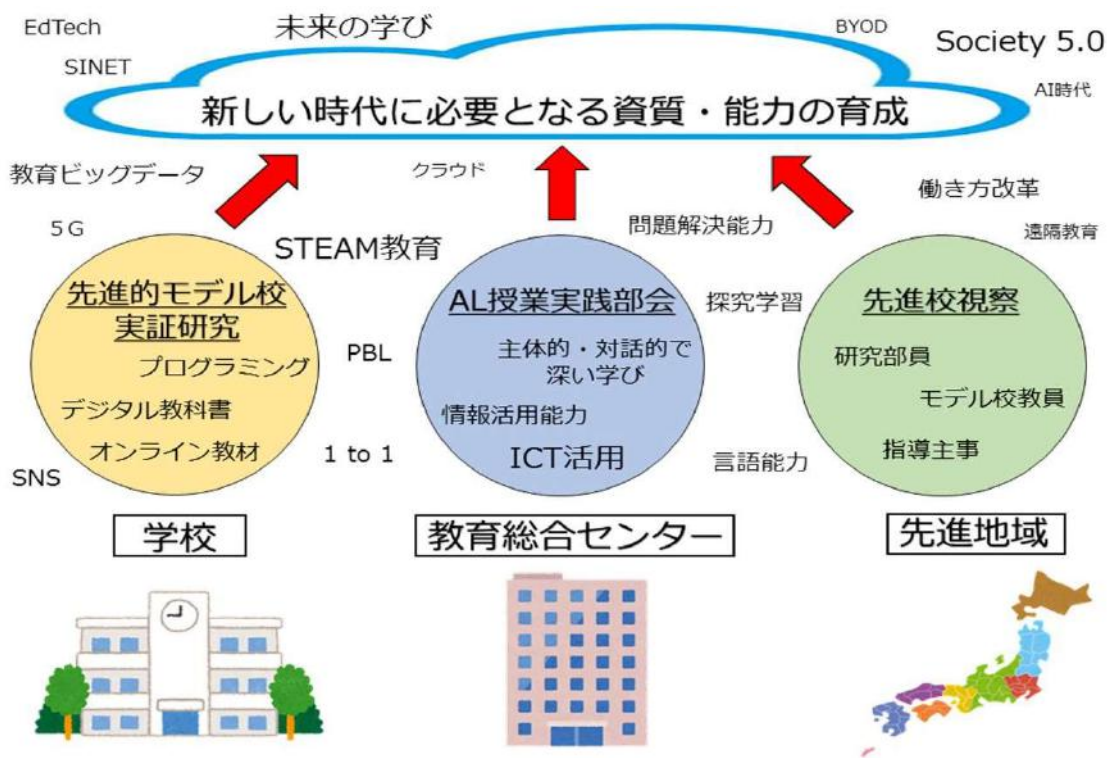 EdTech
未来の学び
BYOD
Society 5.0
SINET
AI時代
新しい時代に必要となる資質・能力の育成
教育ビッグデータ
クラウド
働き方改革
5G
問題解決能力
遠隔教育
STEAM教育
先進的モデル校
実証研究
プログラミング
デジタル教科書
オンライン教材
PBL
1 to 1
SNS
AL授業実践部会
主体的・対話的で
深い学び
情報活用能力
ICT活用
探究学習
言語能力
先進校視察
研究部員
モデル校教員
指導主事
学校
教育総合センター
先進地域